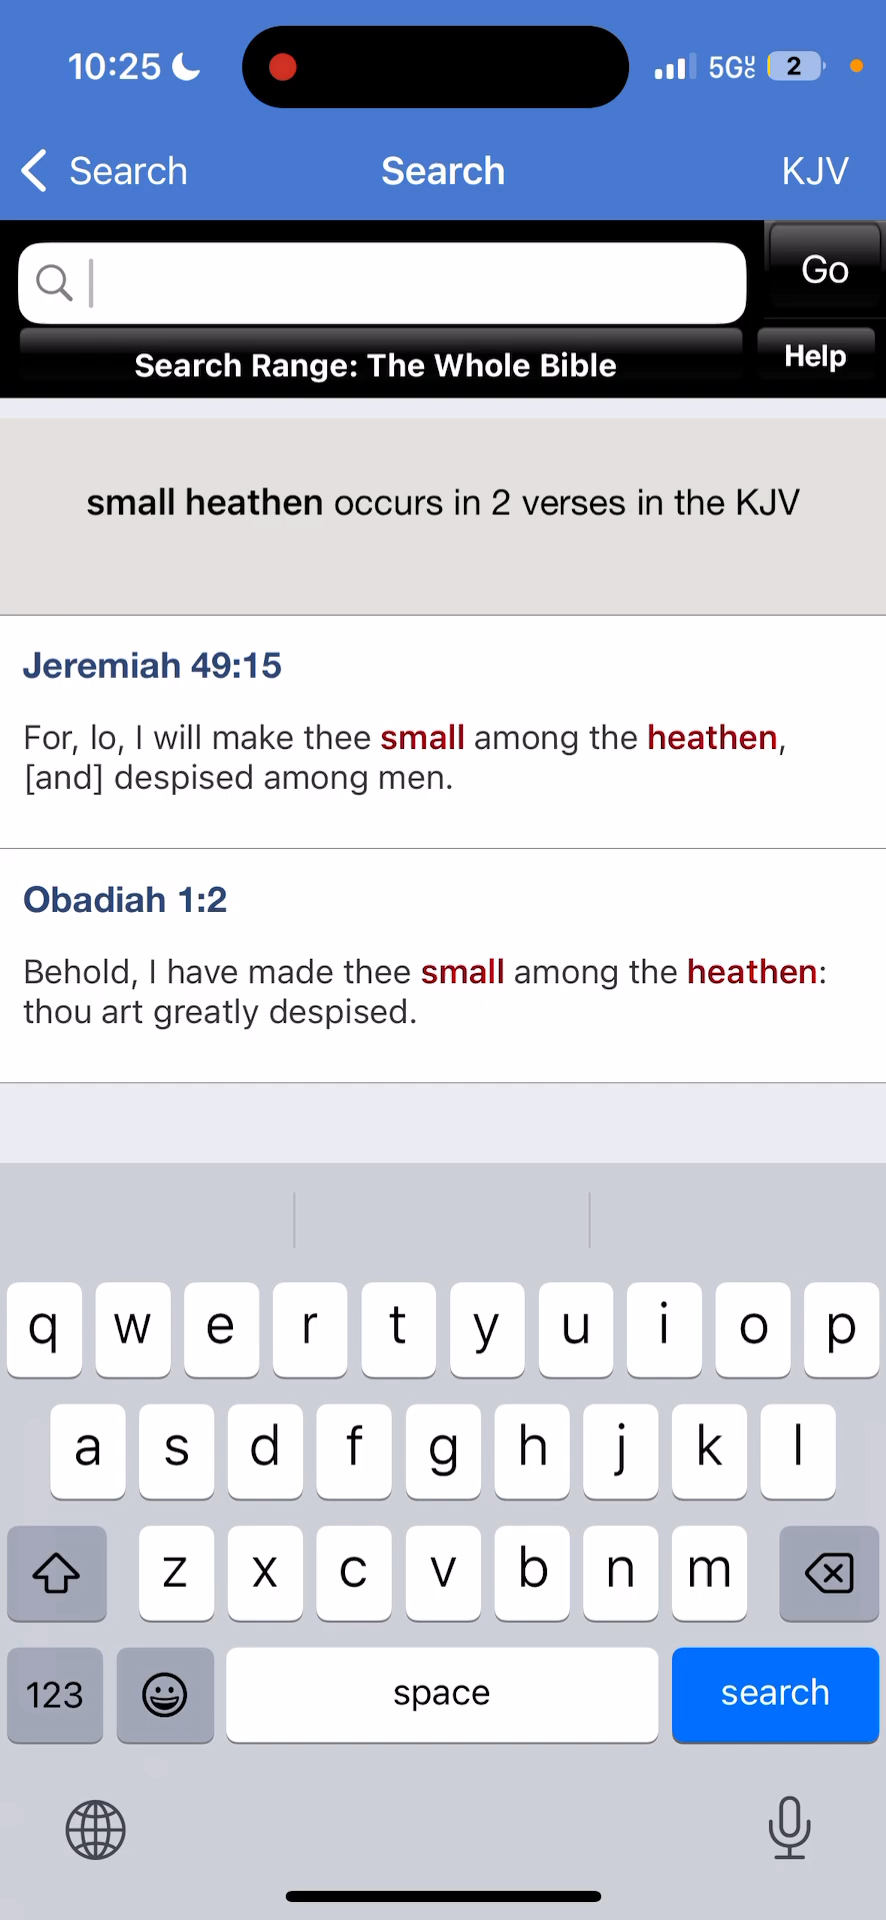 10:25 5GUC 2
Search Search KJV
Go
Search Range: The Whole Bible Help
small heathen occurs in 2 verses in the KJV
Jeremiah 49:15
For, lo, I will make thee small among the heathen,
[and] despised among men.
Obadiah 1:2
Behold, I have made thee small among the heathen:
thou art greatly despised.
q w e r t y u i o p
a s d f g h j k l
z x c v b n m
123 space search